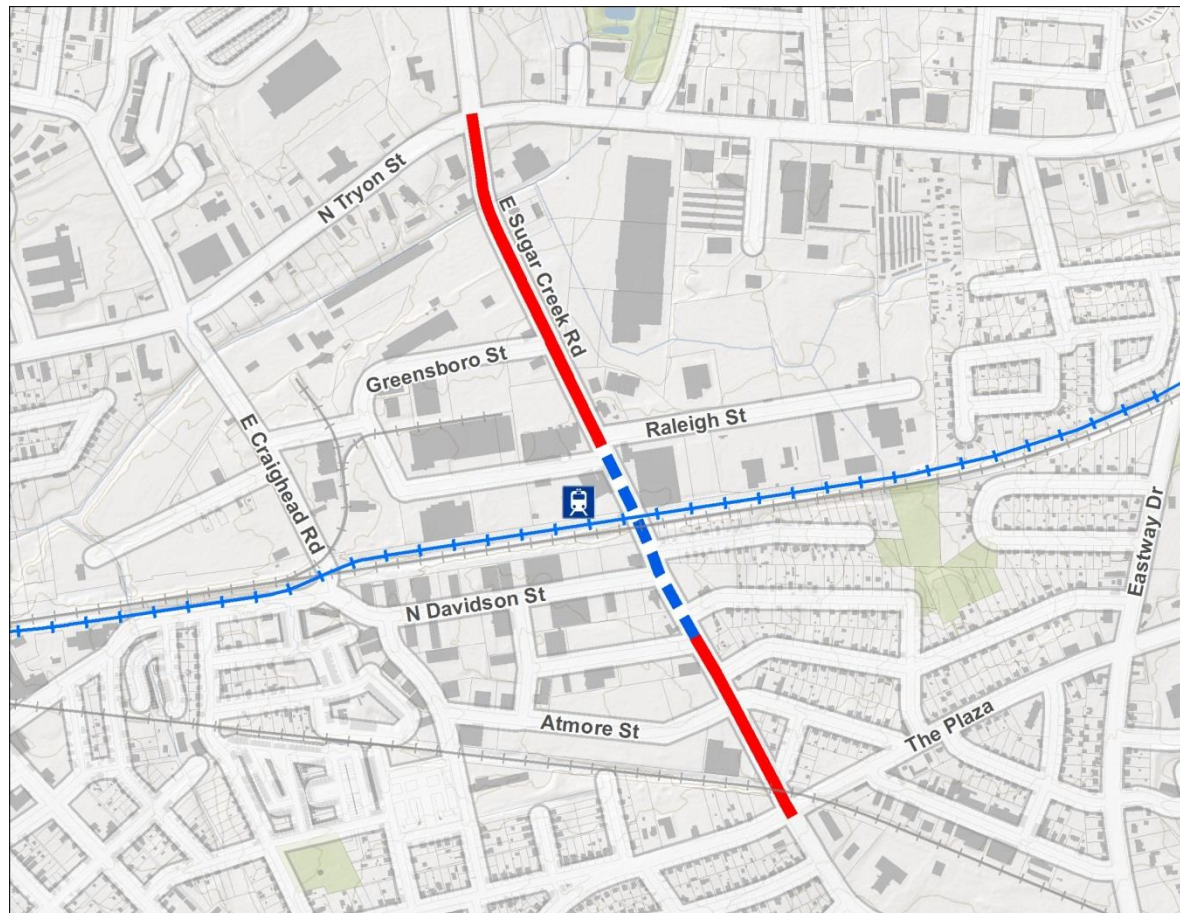 N Tryon St
E Sugar Creek Rd
Greensboro St
Raleigh St
E Craighead Rd
Eastway Dr
N Davidson St
The Plaza
Atmore St